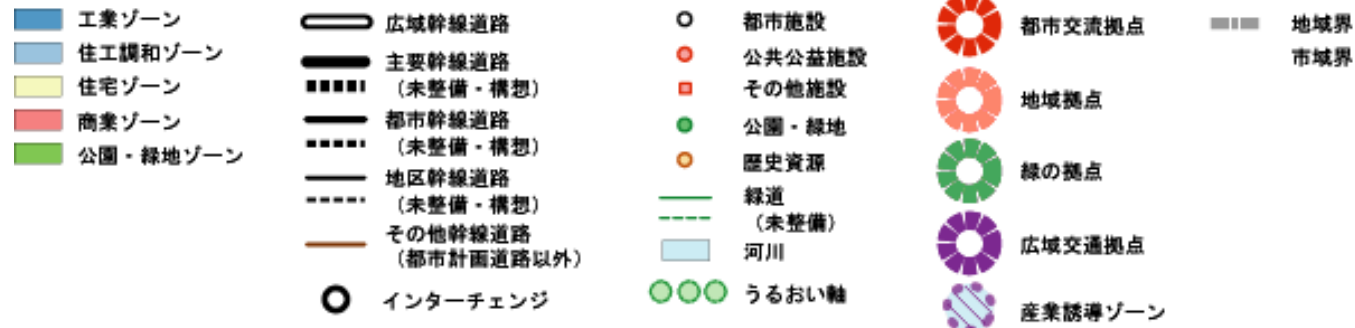 工業ゾーン
住工調和ゾーン
住宅ゾーン
商業ゾーン
公園・緑地ゾーン
広域幹線道路
主要幹線道路
（未整備・構想）
都市幹線道路
（未整備・構想）
地区幹線道路
（未整備・構想）
その他幹線道路
（都市計画道路以外）
インターチェンジ
都市施設
公共公益施設
その他施設
公園・緑地
歴史資源
緑道
（未整備）
河川
うるおい軸
都市交流拠点
地域拠点
緑の拠点
広域交通拠点
産業誘導ゾーン
地域界
市域界